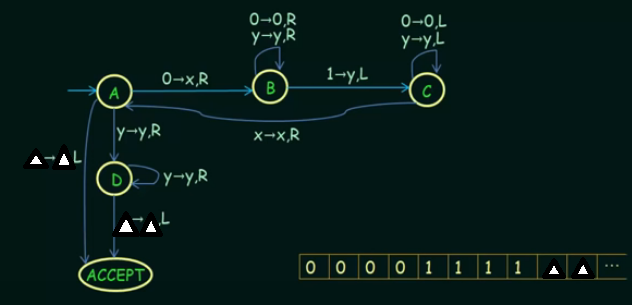 0→0,R
y→y,R
0→0,L
y→y,L
A
0→x,R
B
1→y,L
C
x→x,R
y→y,R
△→△ L
D
y→y,R
△→△,L
ACCEPT
0 0 0 0 1 1 1 1 △ △ ...